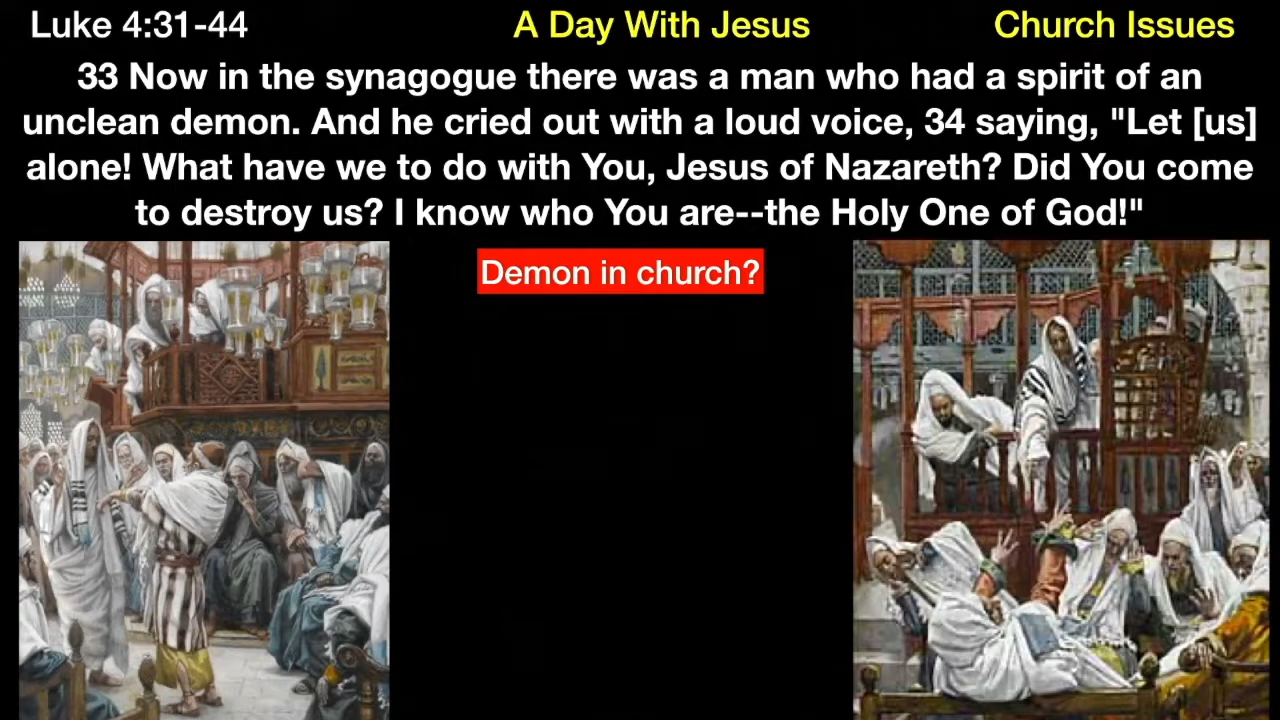 Luke 4:31-44 A Day With Jesus Church Issues
33 Now in the synagogue there was a man who had a spirit of an
unclean demon. And he cried out with a loud voice, 34 saying, "Let [us]
alone! What have we to do with You, Jesus of Nazareth? Did You come
to destroy us? I know who You are--the Holy One of God!"
Demon in church?